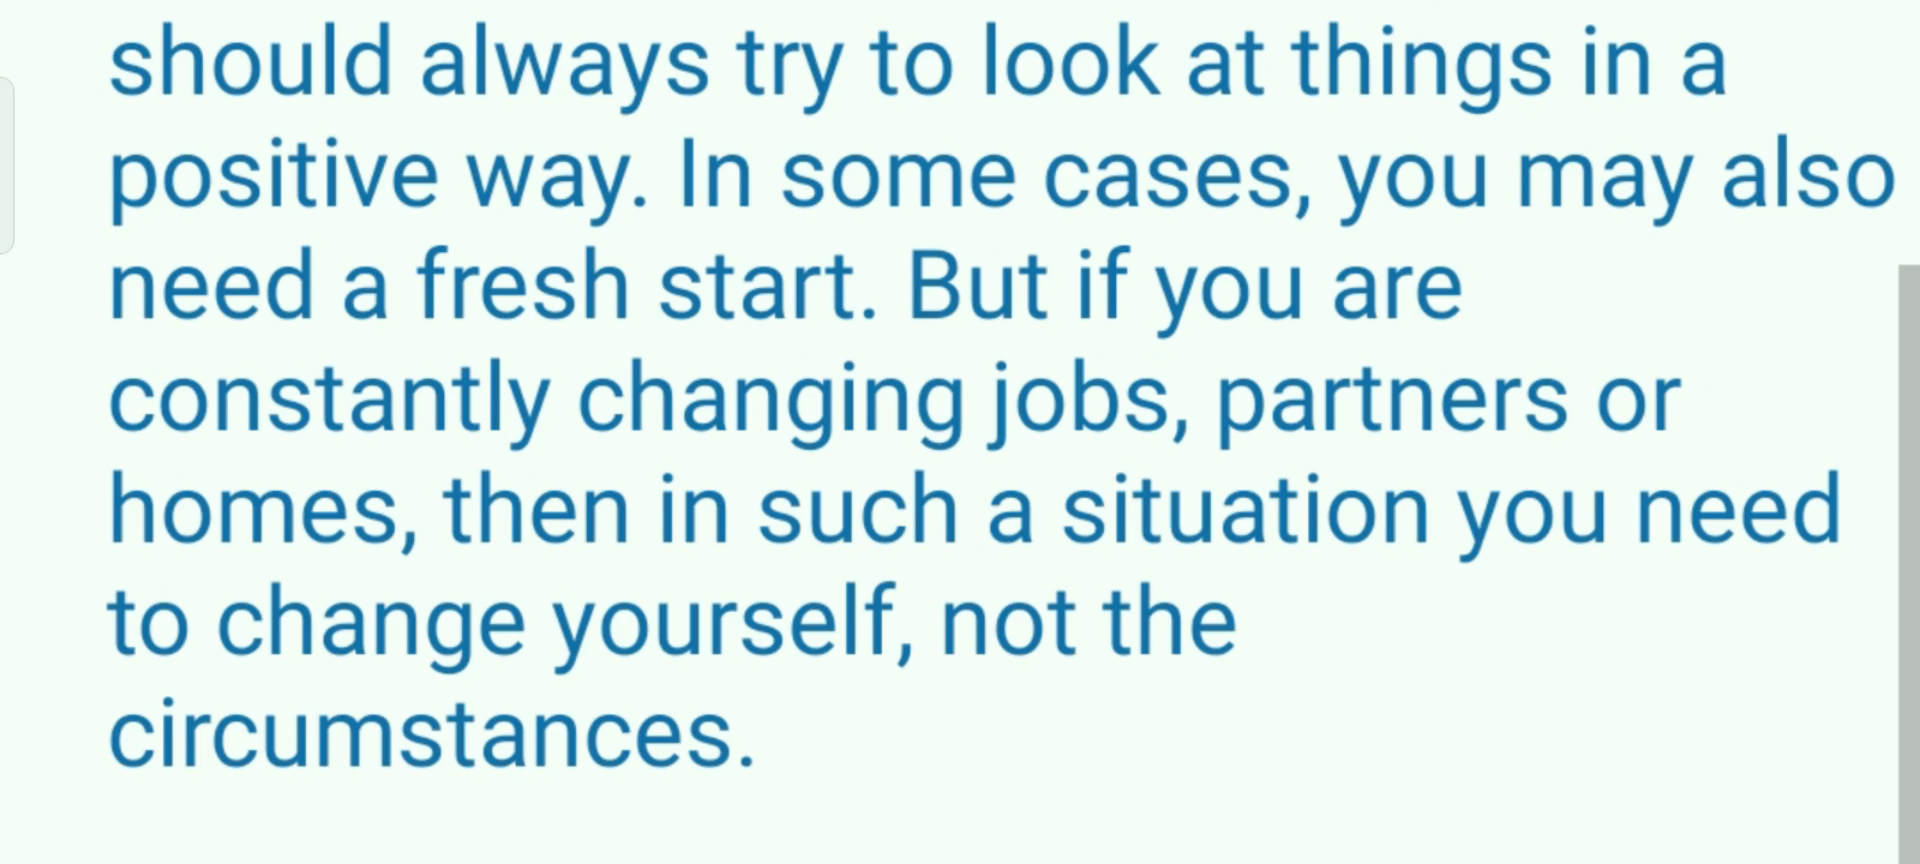 should always try to look at things in a
positive way. In some cases, you may also
need a fresh start. But if you are
constantly changing jobs, partners or
homes, then in such a situation you need
to change yourself, not the
circumstances.